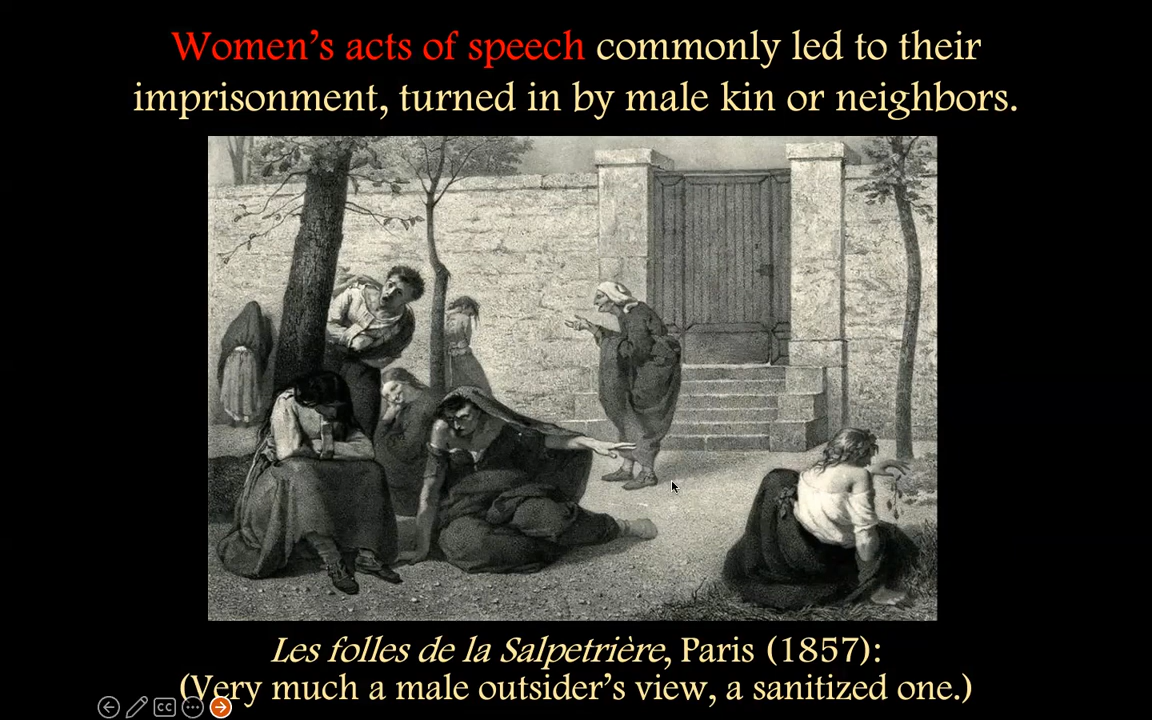 Women's acts of speech commonly led to their
imprisonment, turned in by male kin or neighbors.
Les folles de la Salpetrière, Paris (1857):
(Very much a male outsider's view, a sanitized one.)
CC